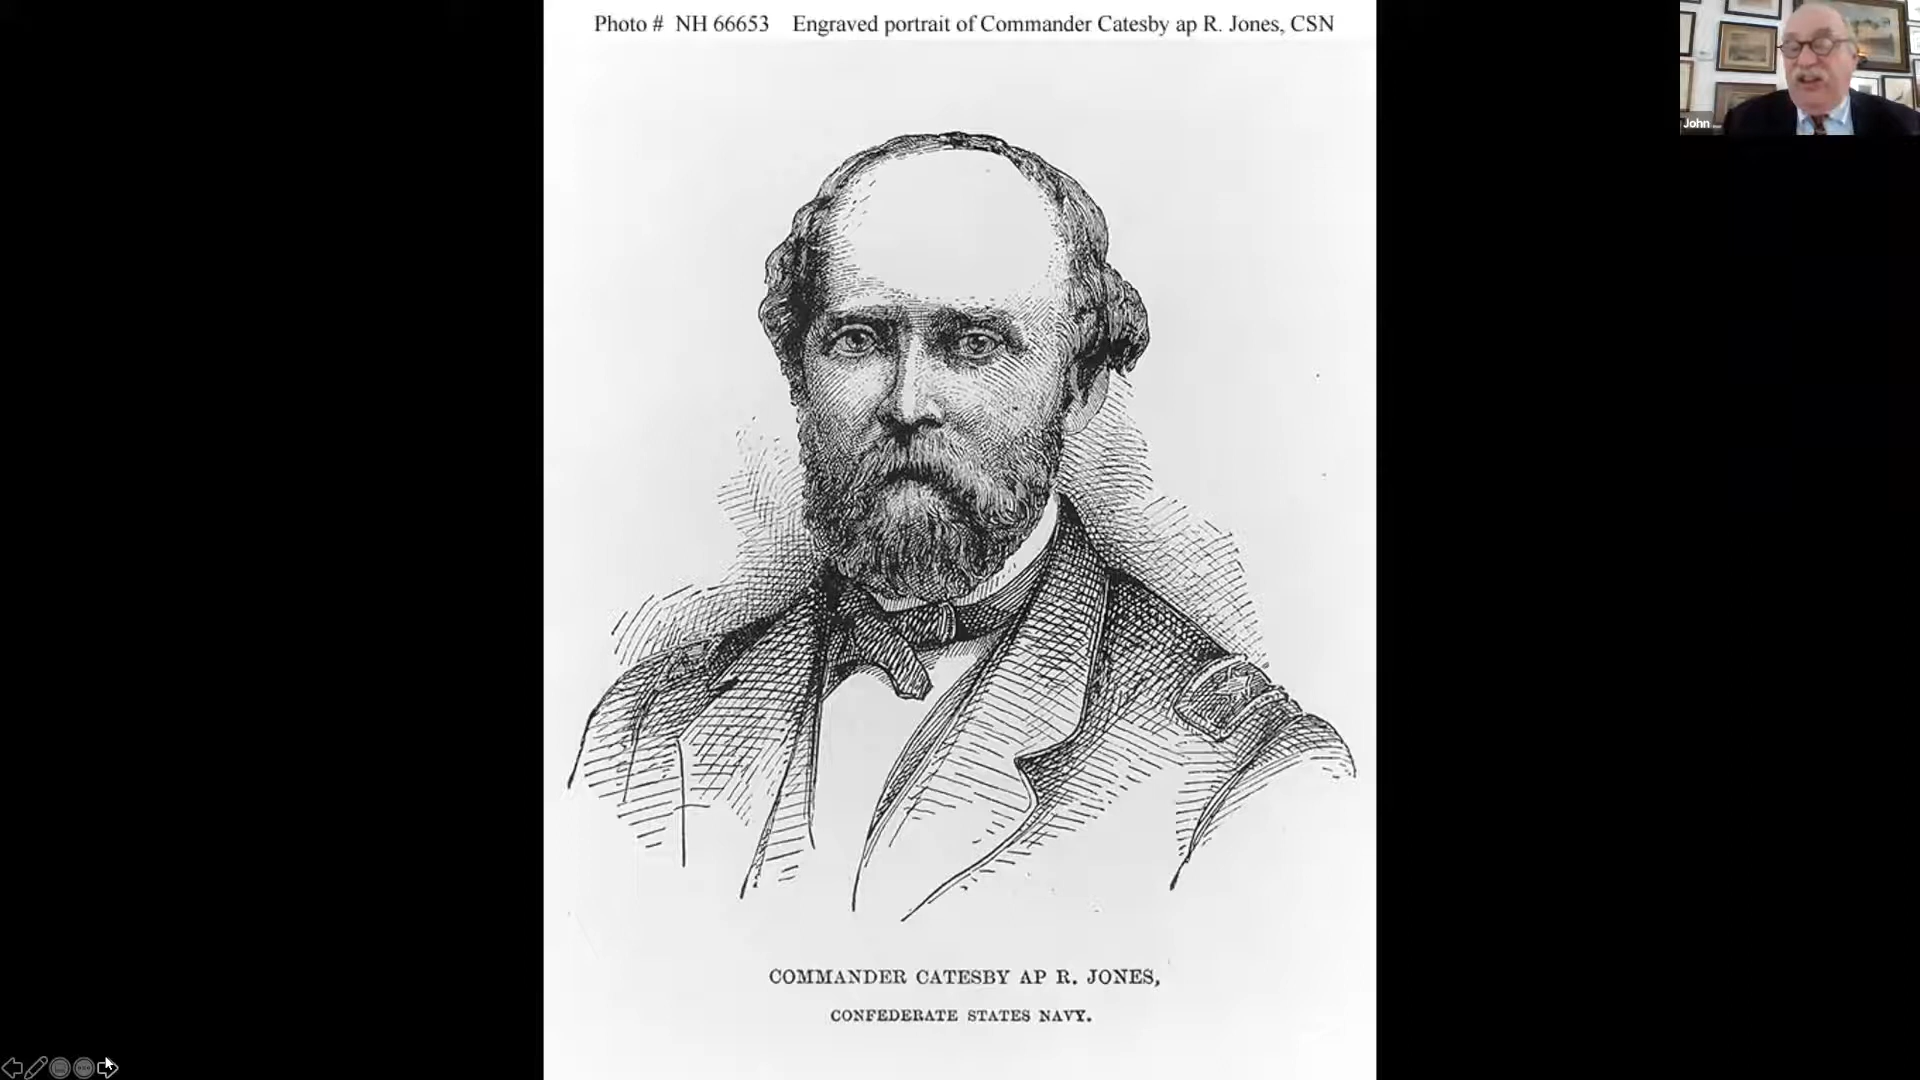 Photo # NH 66653 Engraved portrait of Commander Catesby ap R. Jones, CSN
John
COMMANDER CATESBY AP R. JONES,
CONFEDERATE STATES NAVY.